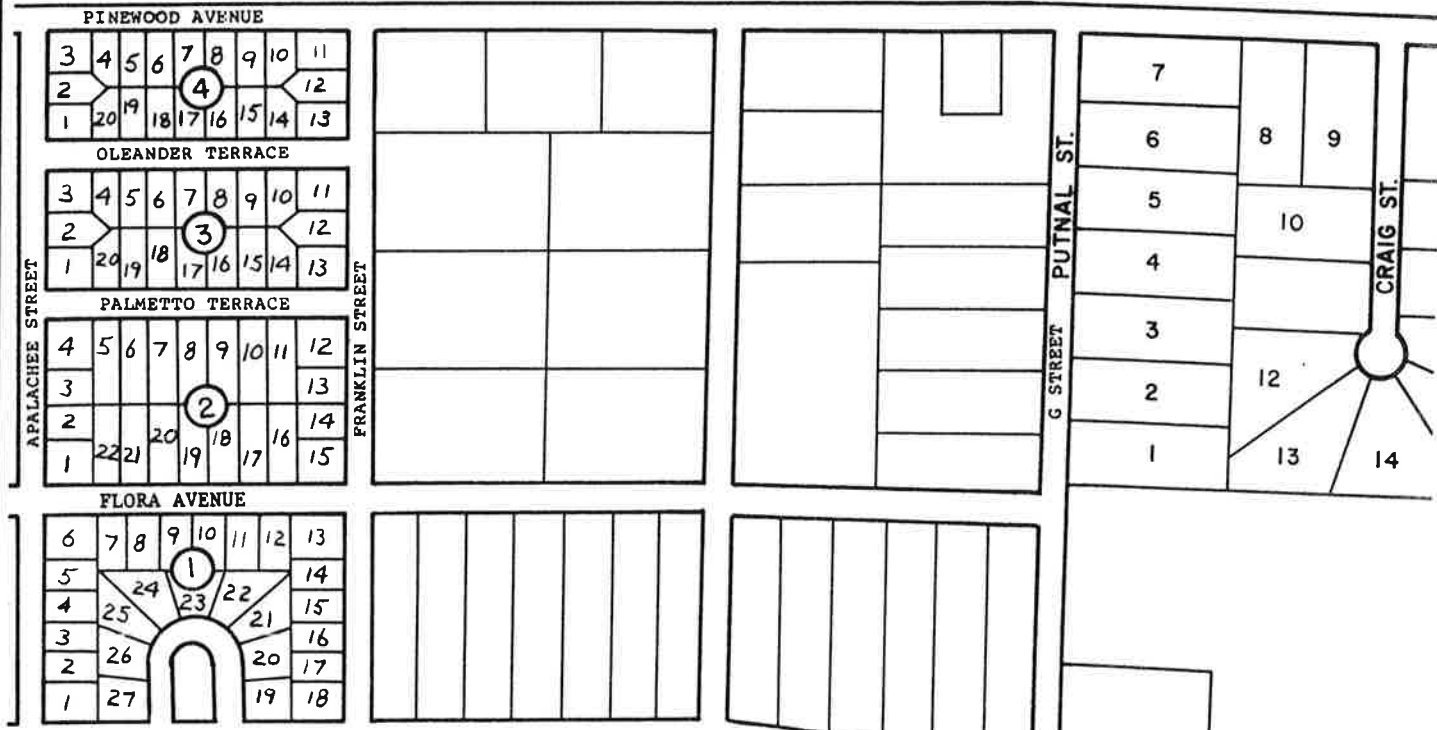 PINEWOOD AVENUE
3 4 5 6 7 8 9 10 11
2 4 12
1 20 19 18 17 16 15 14 13
OLEANDER TERRACE
3 4 5 6 7 8 9 10 11
2 3 12
1 20 19 18 17 16 15 14 13
PALMETTO TERRACE
4 5 6 7 8 9 10 11 12
3 13
2 2 14
1 22 21 20 19 18 17 16 15
FLORA AVENUE
6 7 8 9 10 11 12 13
5 1 14
4 25 24 23 22 21 15
3 16
2 26 20 17
1 27 19 18
APALACHEE STREET
FRANKLIN STREET
G STREET PUTNAL ST.
7
6 8 9
5 10
4
3
2 12
1 13 14
CRAIG ST.